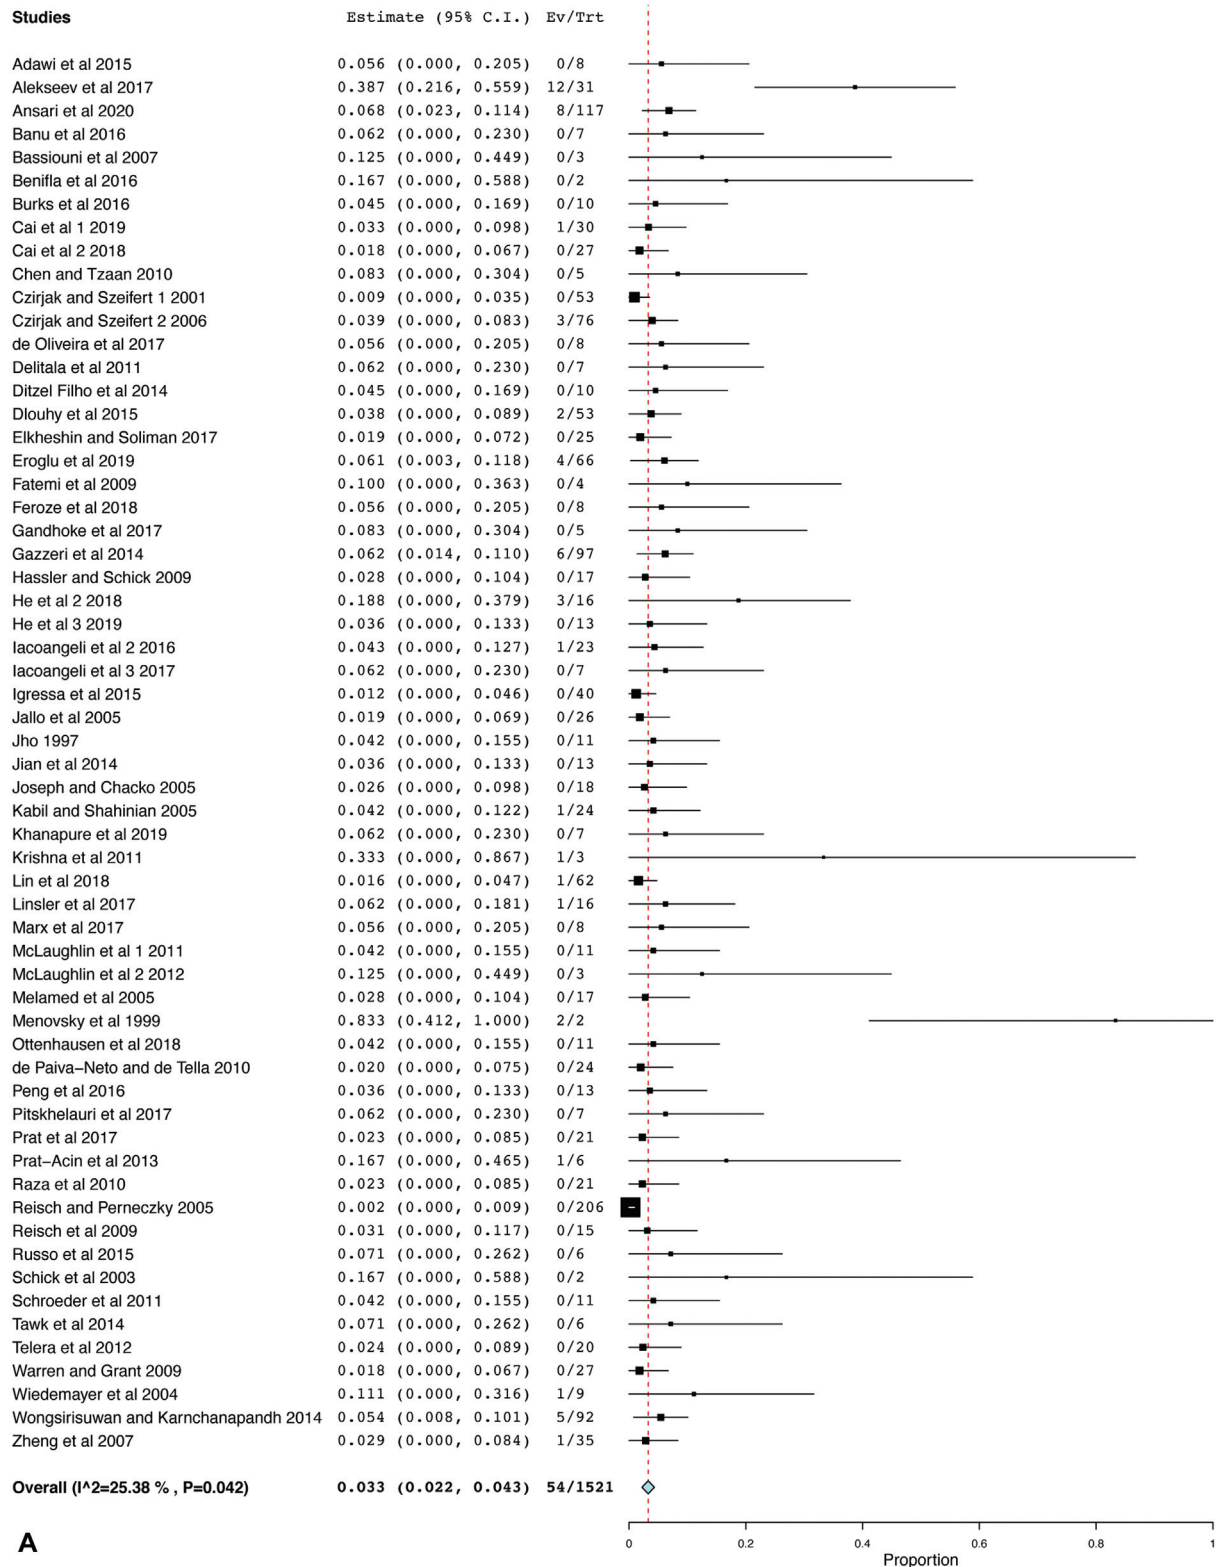 Studies Estimate (95% C.I.) Ev/Trt
Adawi et al 2015 0.056 (0.000, 0.205) 0/8
Alekseev et al 2017 0.387 (0.216, 0.559) 12/31
Ansari et al 2020 0.068 (0.023, 0.114) 8/117
Banu et al 2016 0.062 (0.000, 0.230) 0/7
Bassiouni et al 2007 0.125 (0.000, 0.449) 0/3
Benifla et al 2016 0.167 (0.000, 0.588) 0/2
Burks et al 2016 0.045 (0.000, 0.169) 0/10
Cai et al 1 2019 0.033 (0.000, 0.098) 1/30
Cai et al 2 2018 0.018 (0.000, 0.067) 0/27
Chen and Tzaan 2010 0.083 (0.000, 0.304) 0/5
Czirjak and Szeifert 1 2001 0.009 (0.000, 0.035) 0/53
Czirjak and Szeifert 2 2006 0.039 (0.000, 0.083) 3/76
de Oliveira et al 2017 0.056 (0.000, 0.205) 0/8
Delitala et al 2011 0.062 (0.000, 0.230) 0/7
Ditzel Filho et al 2014 0.045 (0.000, 0.169) 0/10
Dlouhy et al 2015 0.038 (0.000, 0.089) 2/53
Elkheshin and Soliman 2017 0.019 (0.000, 0.072) 0/25
Eroglu et al 2019 0.061 (0.003, 0.118) 4/66
Fatemi et al 2009 0.100 (0.000, 0.363) 0/4
Feroze et al 2018 0.056 (0.000, 0.205) 0/8
Gandhoke et al 2017 0.083 (0.000, 0.304) 0/5
Gazzeri et al 2014 0.062 (0.014, 0.110) 6/97
Hassler and Schick 2009 0.028 (0.000, 0.104) 0/17
He et al 2 2018 0.188 (0.000, 0.379) 3/16
He et al 3 2019 0.036 (0.000, 0.133) 0/13
Iacoangeli et al 2 2016 0.043 (0.000, 0.127) 1/23
Iacoangeli et al 3 2017 0.062 (0.000, 0.230) 0/7
Igressa et al 2015 0.012 (0.000, 0.046) 0/40
Jallo et al 2005 0.019 (0.000, 0.069) 0/26
Jho 1997 0.042 (0.000, 0.155) 0/11
Jian et al 2014 0.036 (0.000, 0.133) 0/13
Joseph and Chacko 2005 0.026 (0.000, 0.098) 0/18
Kabil and Shahinian 2005 0.042 (0.000, 0.122) 1/24
Khanapure et al 2019 0.062 (0.000, 0.230) 0/7
Krishna et al 2011 0.333 (0.000, 0.867) 1/3
Lin et al 2018 0.016 (0.000, 0.047) 1/62
Linsler et al 2017 0.062 (0.000, 0.181) 1/16
Marx et al 2017 0.056 (0.000, 0.205) 0/8
McLaughlin et al 1 2011 0.042 (0.000, 0.155) 0/11
McLaughlin et al 2 2012 0.125 (0.000, 0.449) 0/3
Melamed et al 2005 0.028 (0.000, 0.104) 0/17
Menovsky et al 1999 0.833 (0.412, 1.000) 2/2
Ottenhausen et al 2018 0.042 (0.000, 0.155) 0/11
de Paiva−Neto and de Tella 2010 0.020 (0.000, 0.075) 0/24
Peng et al 2016 0.036 (0.000, 0.133) 0/13
Pitskhelauri et al 2017 0.062 (0.000, 0.230) 0/7
Prat et al 2017 0.023 (0.000, 0.085) 0/21
Prat−Acin et al 2013 0.167 (0.000, 0.465) 1/6
Raza et al 2010 0.023 (0.000, 0.085) 0/21
Reisch and Perneczky 2005 0.002 (0.000, 0.009) 0/206
Reisch et al 2009 0.031 (0.000, 0.117) 0/15
Russo et al 2015 0.071 (0.000, 0.262) 0/6
Schick et al 2003 0.167 (0.000, 0.588) 0/2
Schroeder et al 2011 0.042 (0.000, 0.155) 0/11
Tawk et al 2014 0.071 (0.000, 0.262) 0/6
Telera et al 2012 0.024 (0.000, 0.089) 0/20
Warren and Grant 2009 0.018 (0.000, 0.067) 0/27
Wiedemayer et al 2004 0.111 (0.000, 0.316) 1/9
Wongsirisuwan and Karnchanapandh 2014 0.054 (0.008, 0.101) 5/92
Zheng et al 2007 0.029 (0.000, 0.084) 1/35
Overall (I^2=25.38 % , P=0.042) 0.033 (0.022, 0.043) 54/1521
A
0 0.2 0.4 0.6 0.8 1
Proportion